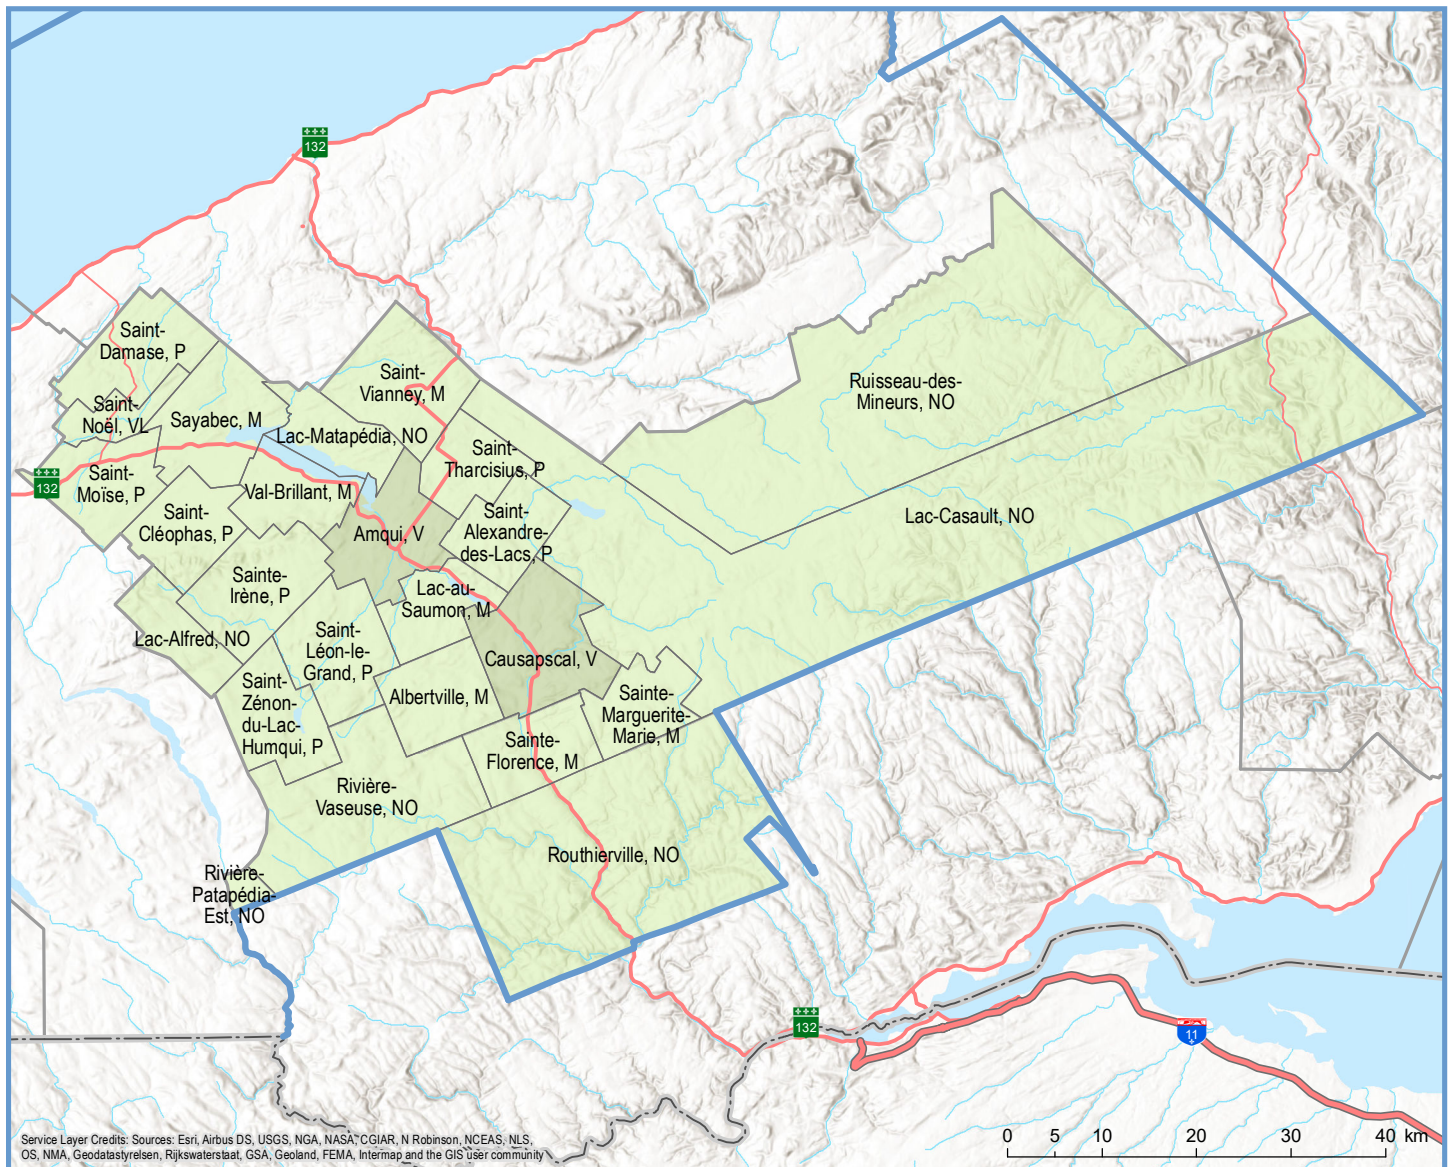 132
Saint-
Damase, P
Saint-
Vianney, M
Ruisseau-des-
Mineurs, NO
Saint-
Noël, VL
Sayabec, M
Lac-Matapédia, NO
Saint-
Tharcisius, P
132
Saint-
Moïse, P
Val-Brillant, M
Saint-
Cléophas, P
Amqui, V
Saint-
Alexandre-
des-Lacs, P
Lac-Casault, NO
Sainte-
Irène, P
Lac-au-
Saumon, M
Lac-Alfred, NO
Saint-
Léon-le-
Grand, P
Causapscal, V
Saint-
Zénon-
du-Lac-
Humqui, P
Albertville, M
Sainte-
Marguerite-
Marie, M
Sainte-
Florence, M
Rivière-
Vaseuse, NO
Routhierville, NO
Rivière-
Patapédia-
Est, NO
132
11
Service Layer Credits: Sources: Esri, Airbus DS, USGS, NGA, NASA, CGIAR, N Robinson, NCEAS, NLS,
OS, NMA, Geodatastyrelsen, Rijkswaterstaat, GSA, Geoland, FEMA, Intermap and the GIS user community
0 5 10 20 30 40 km